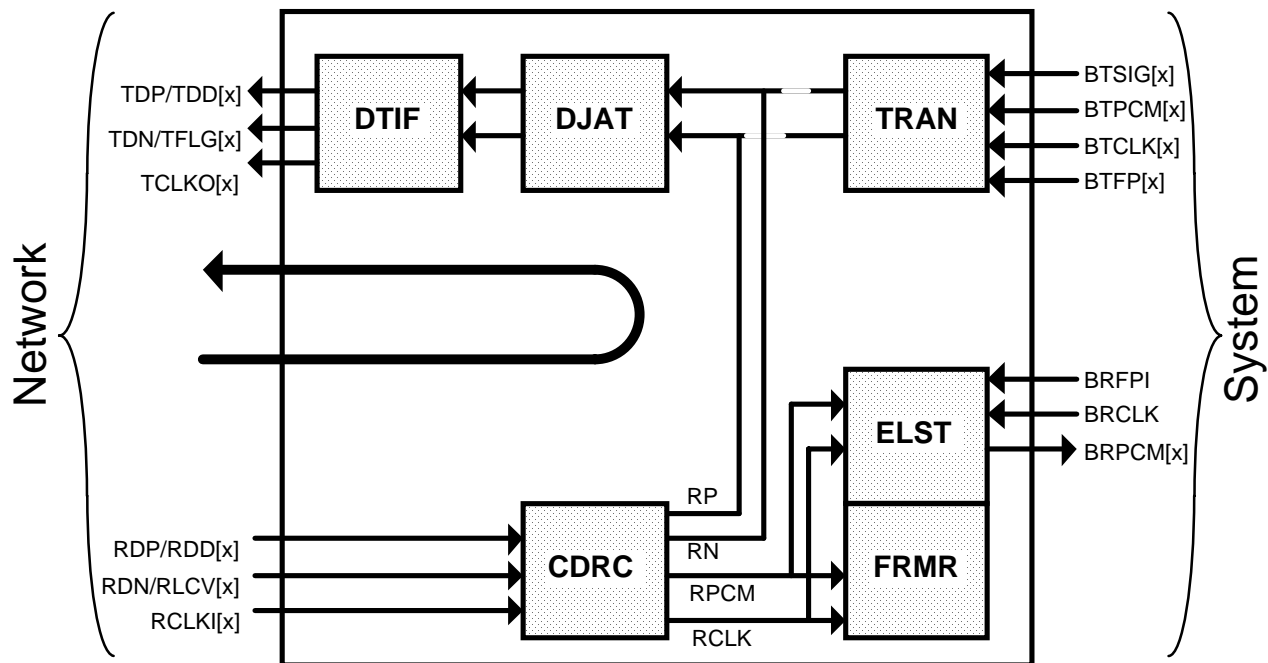 Network
TDP/TDD[x]
TDN/TFLG[x]
TCLKO[x]
DTIF
DJAT
TRAN
BTSIG[x]
BTPCM[x]
BTCLK[x]
BTFP[x]
System
BRFPI
BRCLK
BRPCM[x]
ELST
FRMR
RP
RN
RPCM
RCLK
CDRC
RDP/RDD[x]
RDN/RLCV[x]
RCLKI[x]